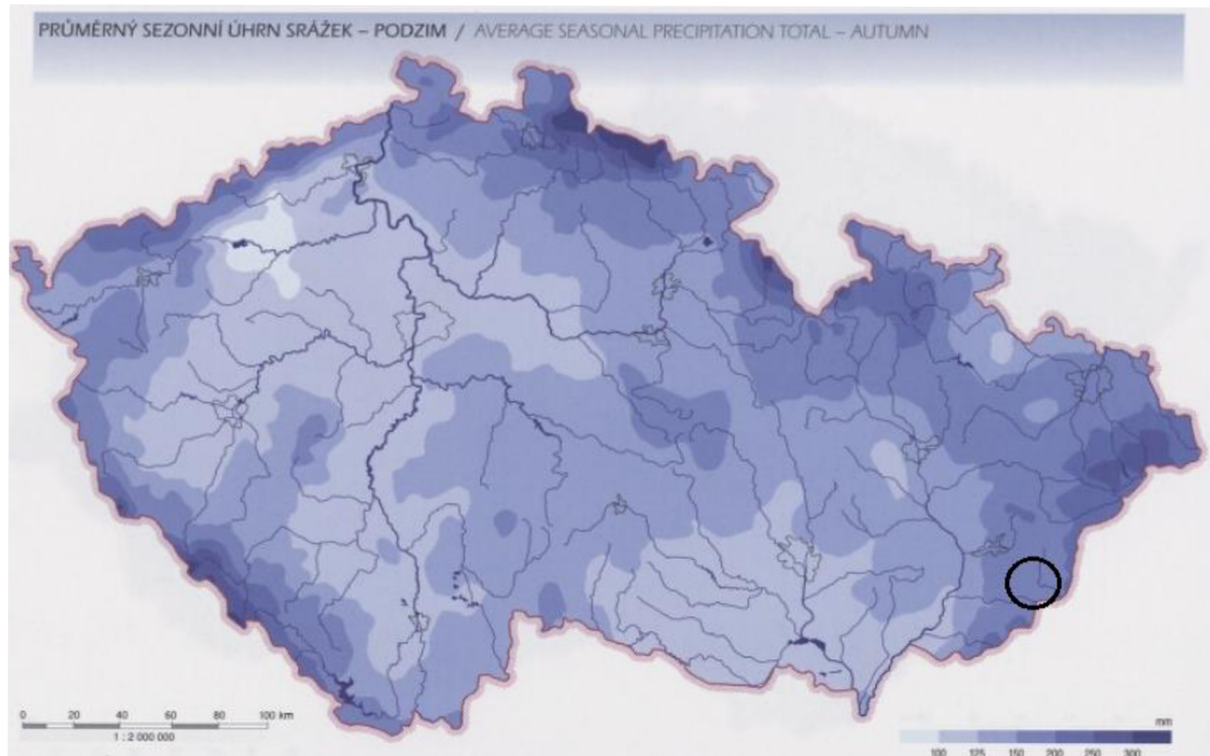 PRŮMĚRNÝ SEZONNÍ ÚHRN SRÁŽEK – PODZIM / AVERAGE SEASONAL PRECIPITATION TOTAL – AUTUMN
0 20 40 60 80 100 km
1 : 2 000 000
mm
100 125 150 200 250 300